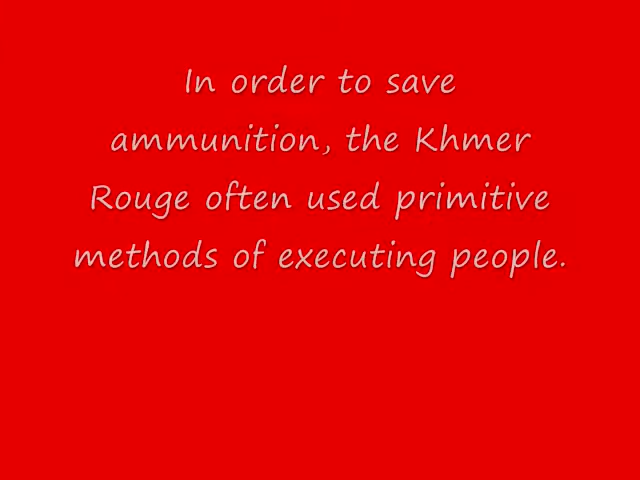 In order to save
ammunition, the Khmer
Rouge often used primitive
methods of executing people.